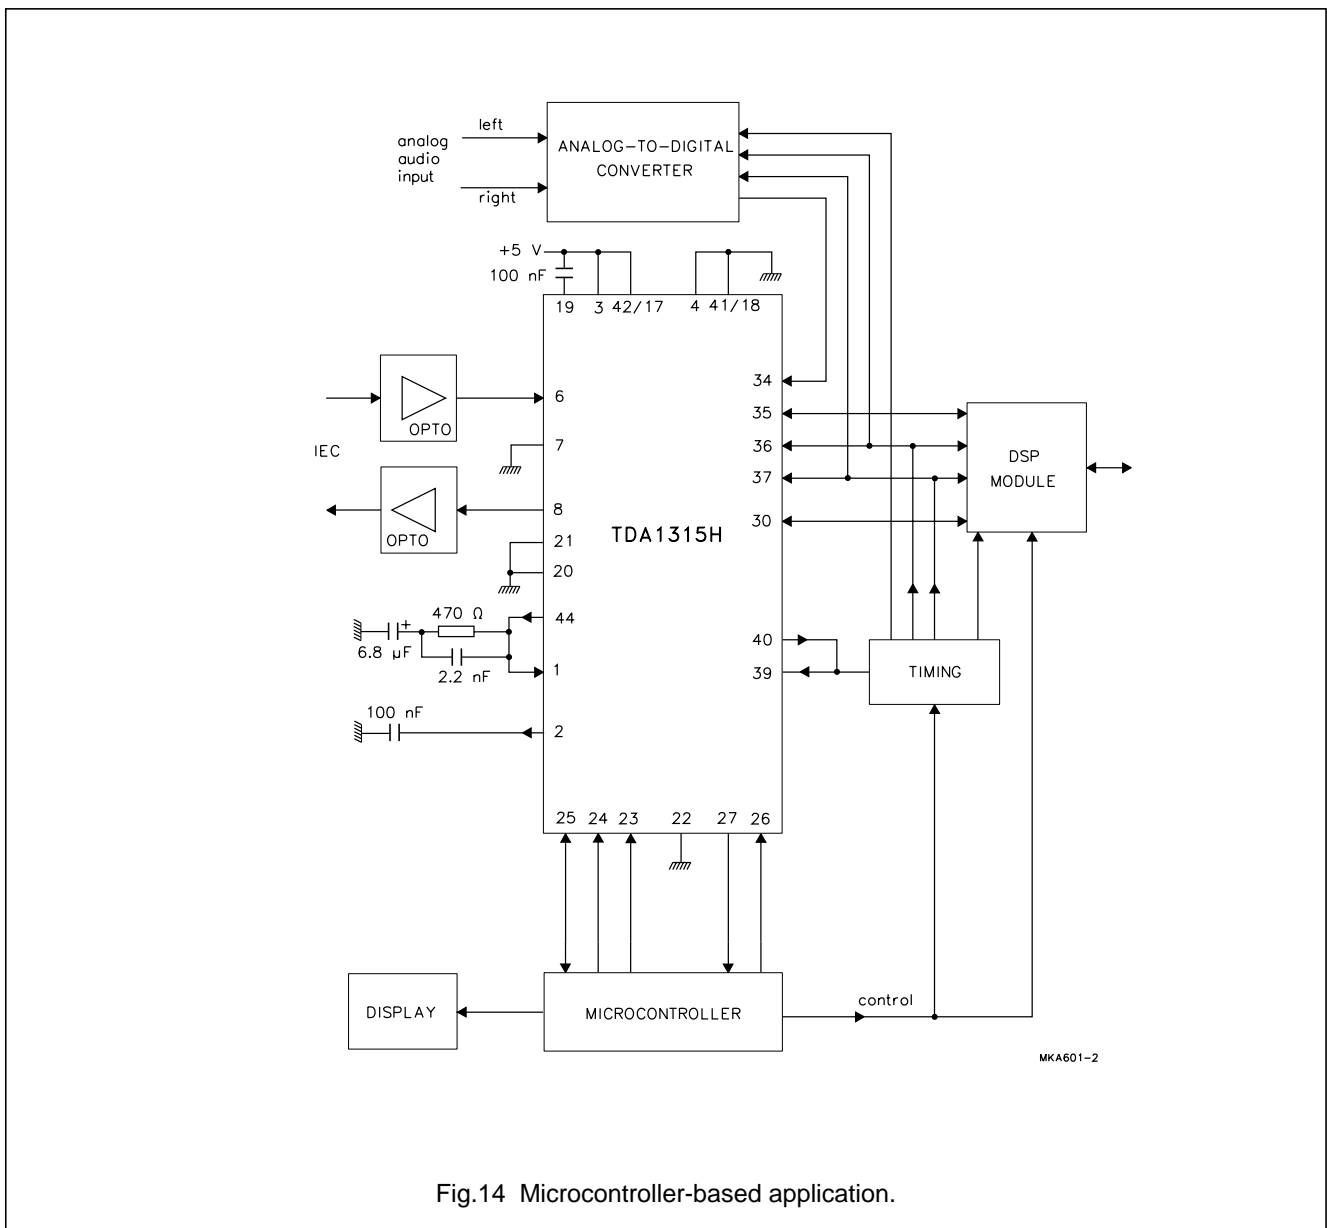 left
analog
audio
input
right
ANALOG-TO-DIGITAL
CONVERTER
+5 V
100 nF
19 3 42/17 4 41/18
34
35
36
37
30
6
OPTO
IEC
7
8
OPTO
21
20
TDA1315H
DSP
MODULE
470 Ω
44
+
6.8 µF
2.2 nF
1
40
39
TIMING
100 nF
2
25 24 23 22 27 26
DISPLAY
MICROCONTROLLER
control
MKA601-2
Fig.14 Microcontroller-based application.